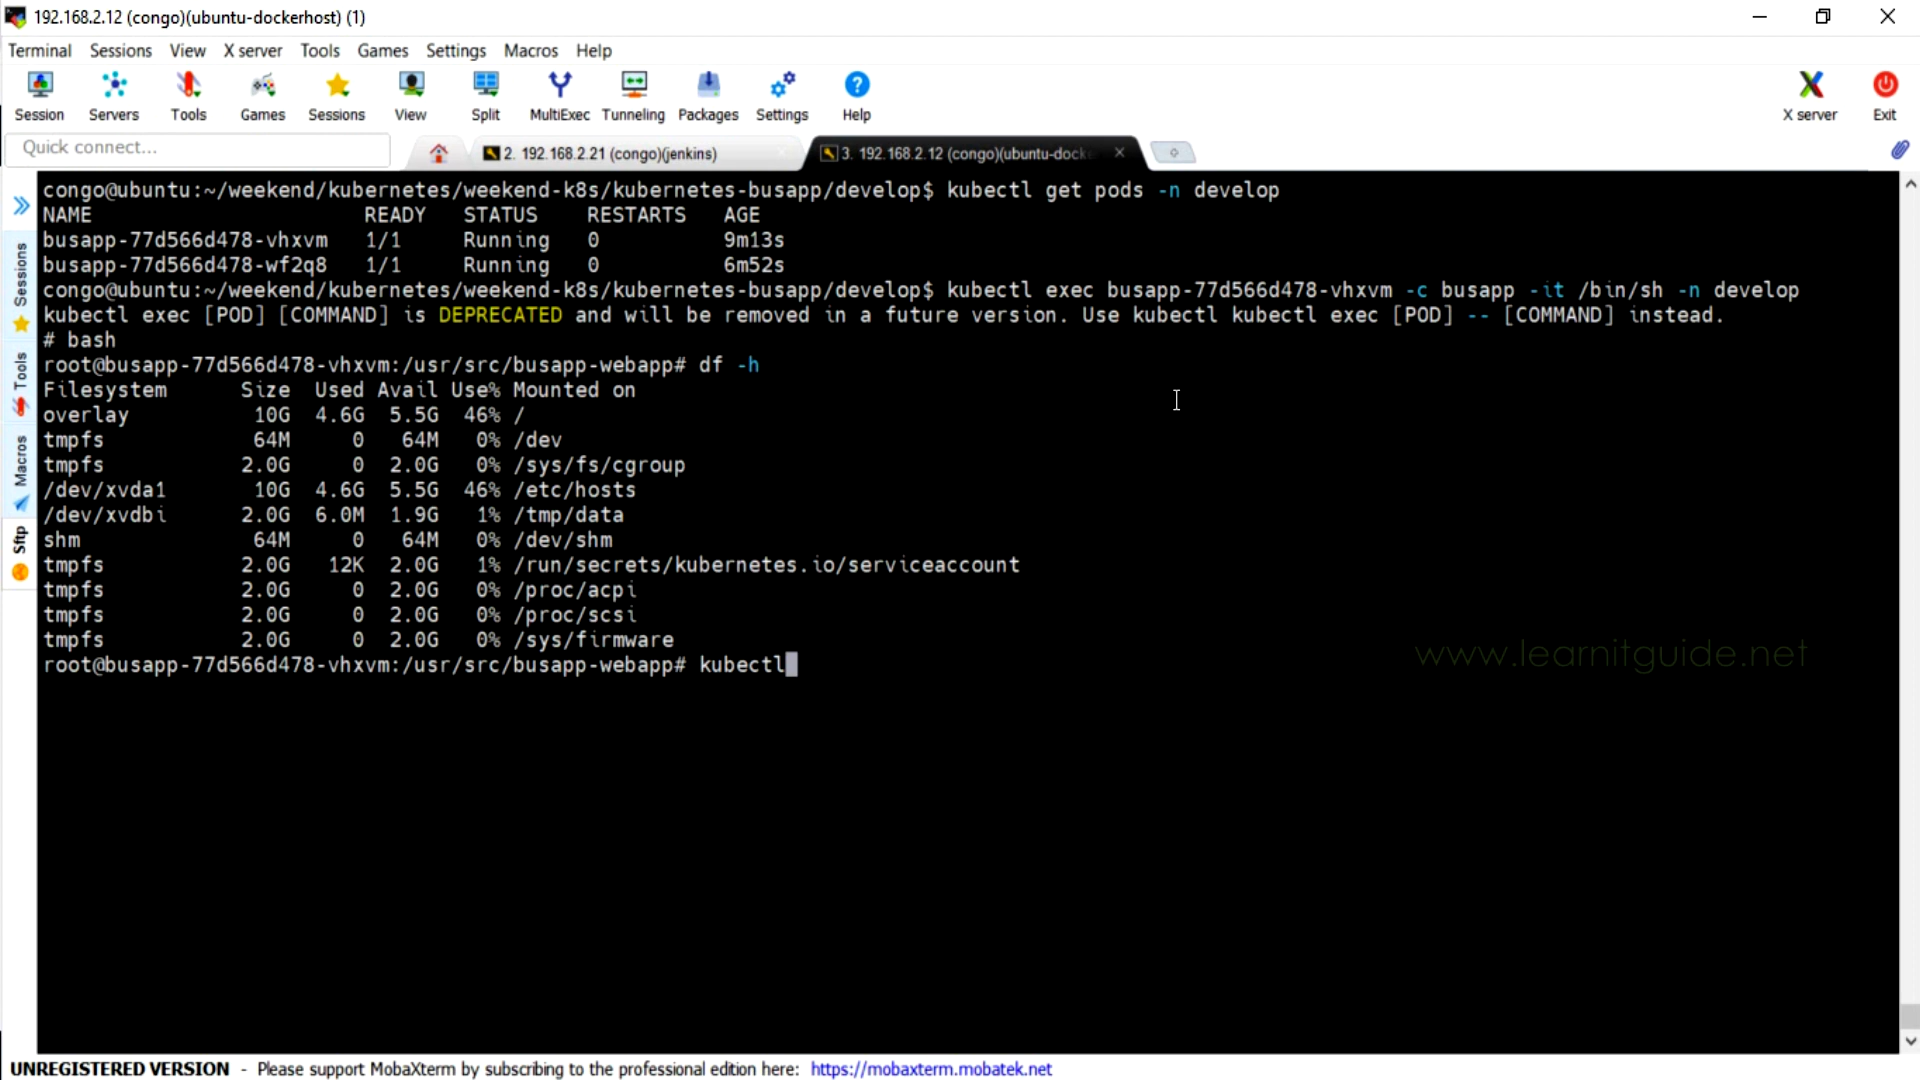 192.168.2.12 (congo)(ubuntu-dockerhost) (1)
Terminal Sessions View X server Tools Games Settings Macros Help
Session Servers Tools Games Sessions View Split MultiExec Tunneling Packages Settings Help X server Exit
Quick connect...
2. 192.168.2.21 (congo)(jenkins)
3. 192.168.2.12 (congo)(ubuntu-dock
Sessions
Tools
Macros
Sftp
congo@ubuntu:~/weekend/kubernetes/weekend-k8s/kubernetes-busapp/develop$ kubectl get pods -n develop
NAME READY STATUS RESTARTS AGE
busapp-77d566d478-vhxvm 1/1 Running 0 9m13s
busapp-77d566d478-wf2q8 1/1 Running 0 6m52s
congo@ubuntu:~/weekend/kubernetes/weekend-k8s/kubernetes-busapp/develop$ kubectl exec busapp-77d566d478-vhxvm -c busapp -it /bin/sh -n develop
kubectl exec [POD] [COMMAND] is DEPRECATED and will be removed in a future version. Use kubectl kubectl exec [POD] -- [COMMAND] instead.
# bash
root@busapp-77d566d478-vhxvm:/usr/src/busapp-webapp# df -h
Filesystem Size Used Avail Use% Mounted on
overlay 10G 4.6G 5.5G 46% /
tmpfs 64M 0 64M 0% /dev
tmpfs 2.0G 0 2.0G 0% /sys/fs/cgroup
/dev/xvda1 10G 4.6G 5.5G 46% /etc/hosts
/dev/xvdbi 2.0G 6.0M 1.9G 1% /tmp/data
shm 64M 0 64M 0% /dev/shm
tmpfs 2.0G 12K 2.0G 1% /run/secrets/kubernetes.io/serviceaccount
tmpfs 2.0G 0 2.0G 0% /proc/acpi
tmpfs 2.0G 0 2.0G 0% /proc/scsi
tmpfs 2.0G 0 2.0G 0% /sys/firmware
root@busapp-77d566d478-vhxvm:/usr/src/busapp-webapp# kubectl
www.learnitguide.net
UNREGISTERED VERSION - Please support MobaXterm by subscribing to the professional edition here: https://mobaxterm.mobatek.net